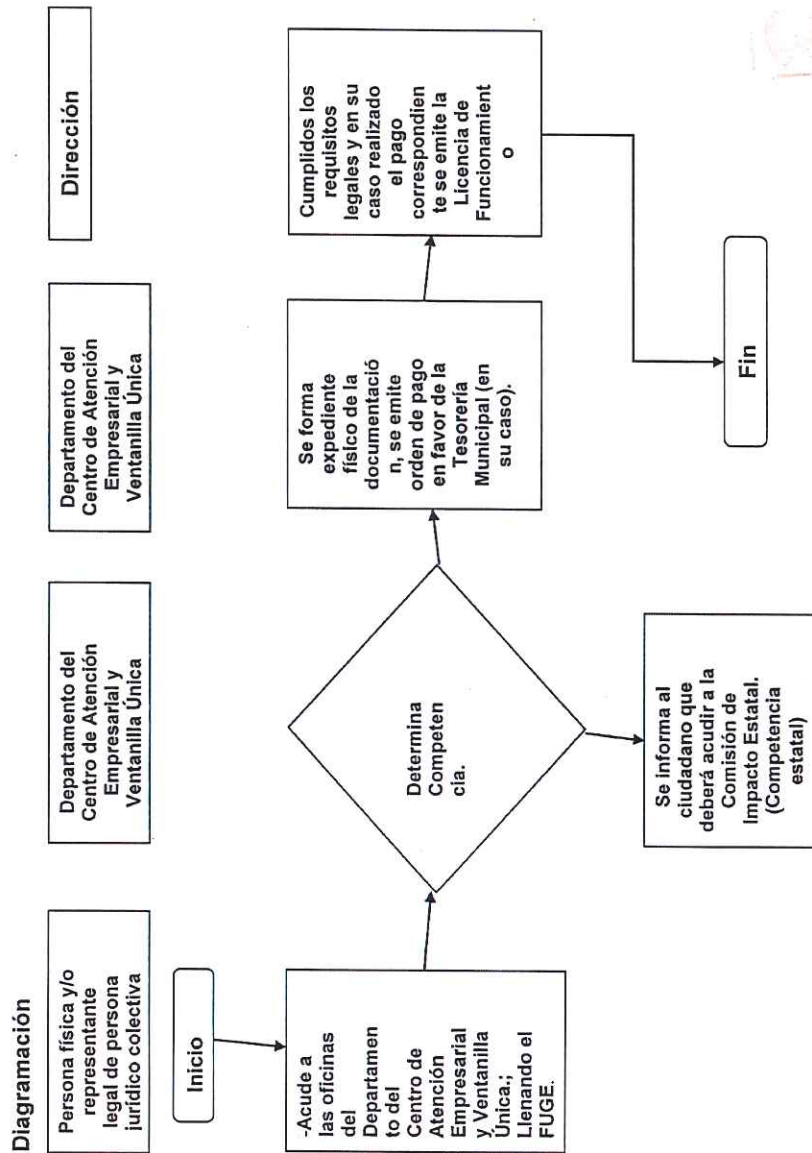 Diagramación
Persona física y/o
representante
legal de persona
jurídico colectiva
Departamento del
Centro de Atención
Empresarial y
Ventanilla Única
Departamento del
Centro de Atención
Empresarial y
Ventanilla Única
Dirección
Inicio
-Acude a
las oficinas
del
Departamen
to del
Centro de
Atención
Empresarial
y Ventanilla
Única.;
Llenando el
FUGE.
Determina
Competen
cia.
Se informa al
ciudadano que
deberá acudir a la
Comisión de
Impacto Estatal.
(Competencia
estatal)
Se forma
expediente
físico de la
documentació
n, se emite
orden de pago
en favor de la
Tesorería
Municipal (en
su caso).
Cumplidos los
requisitos
legales y en su
caso realizado
el pago
correspondien
te se emite la
Licencia de
Funcionamient
o
Fin